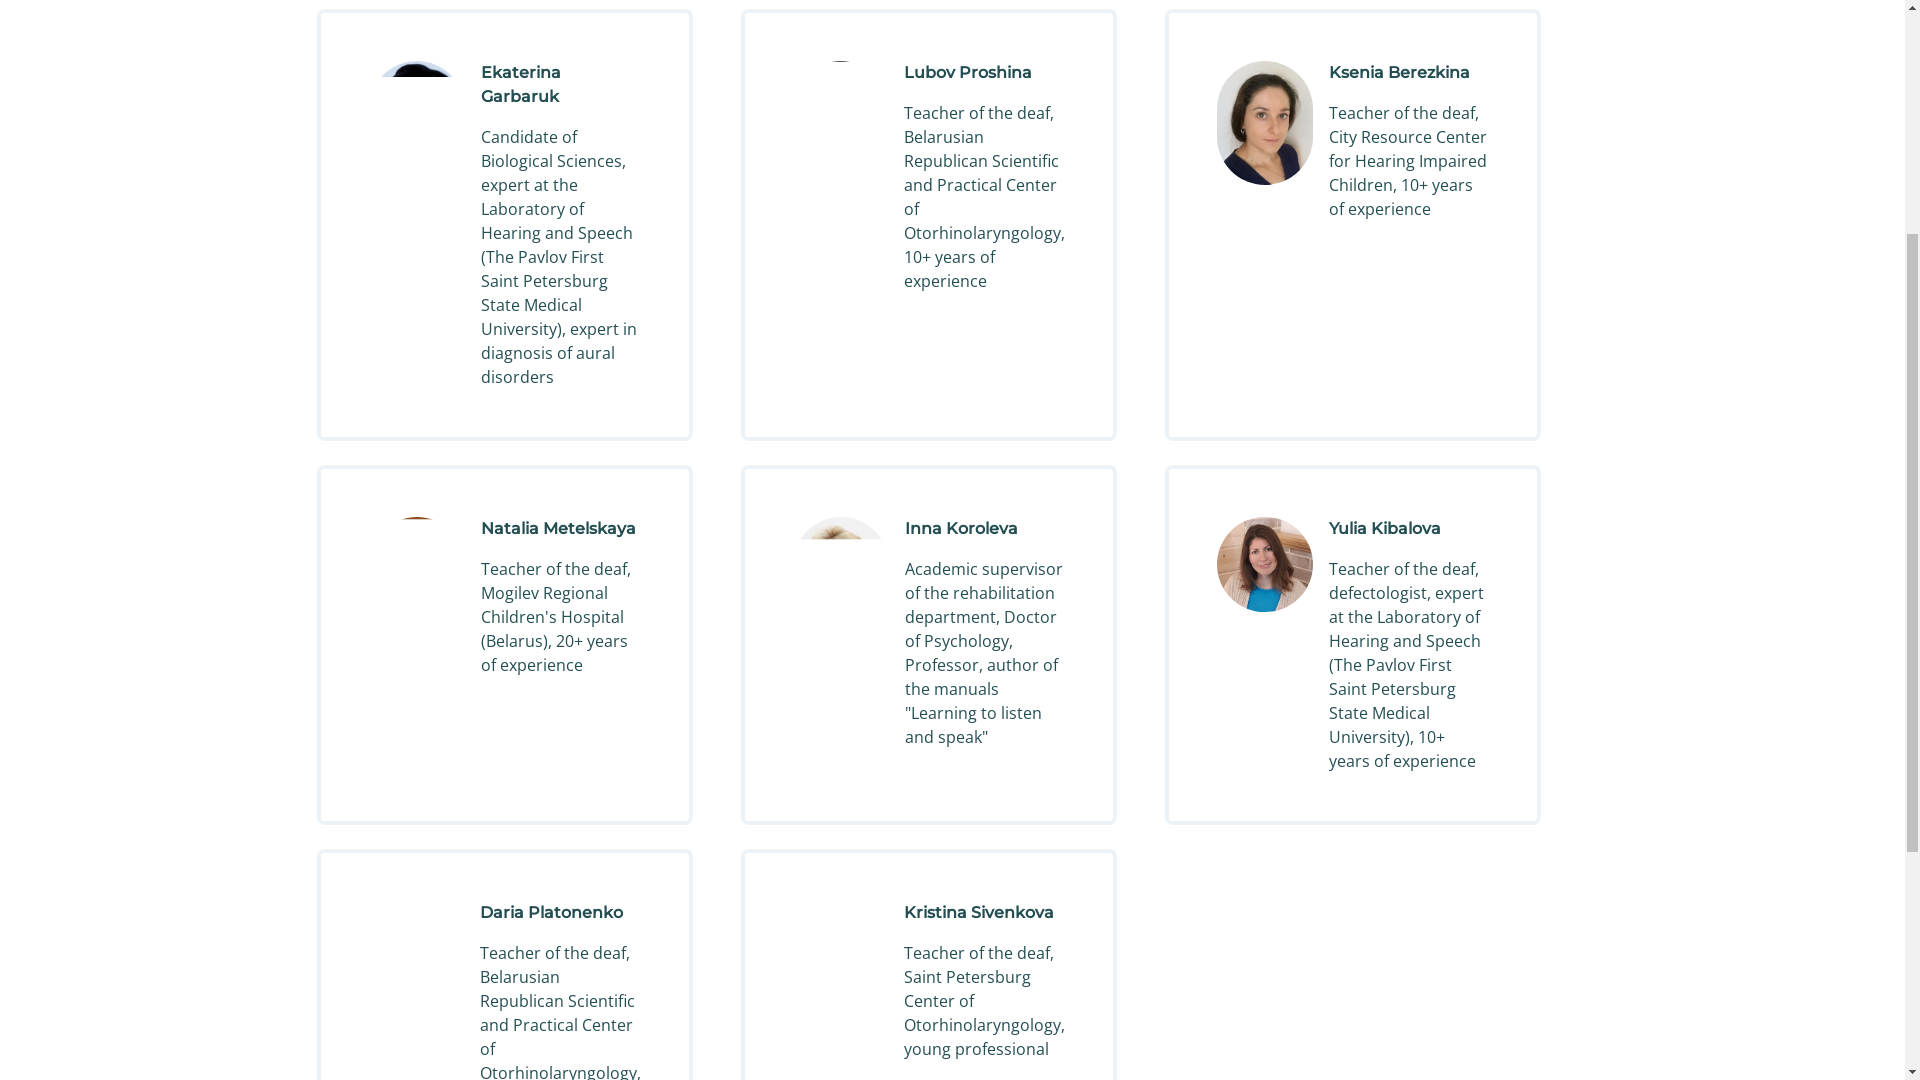 Ekaterina
Garbaruk
Candidate of
Biological Sciences,
expert at the
Laboratory of
Hearing and Speech
(The Pavlov First
Saint Petersburg
State Medical
University), expert in
diagnosis of aural
disorders
Lubov Proshina
Teacher of the deaf,
Belarusian
Republican Scientific
and Practical Center
of
Otorhinolaryngology,
10+ years of
experience
Ksenia Berezkina
Teacher of the deaf,
City Resource Center
for Hearing Impaired
Children, 10+ years
of experience
Natalia Metelskaya
Teacher of the deaf,
Mogilev Regional
Children's Hospital
(Belarus), 20+ years
of experience
Inna Koroleva
Academic supervisor
of the rehabilitation
department, Doctor
of Psychology,
Professor, author of
the manuals
"Learning to listen
and speak"
Yulia Kibalova
Teacher of the deaf,
defectologist, expert
at the Laboratory of
Hearing and Speech
(The Pavlov First
Saint Petersburg
State Medical
University), 10+
years of experience
Daria Platonenko
Teacher of the deaf,
Belarusian
Republican Scientific
and Practical Center
of
Otorhinolaryngology,
Kristina Sivenkova
Teacher of the deaf,
Saint Petersburg
Center of
Otorhinolaryngology,
young professional